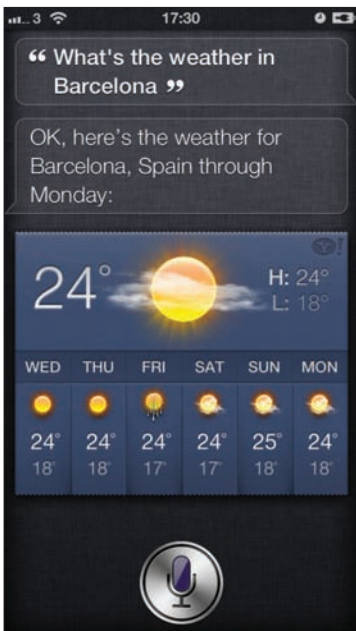 3 17:30
“ What's the weather in
Barcelona ”
OK, here's the weather for
Barcelona, Spain through
Monday:
Y!
24° H: 24°
L: 18°
WED THU FRI SAT SUN MON
24° 24° 24° 24° 25° 24°
18° 18° 17° 17° 18° 18°